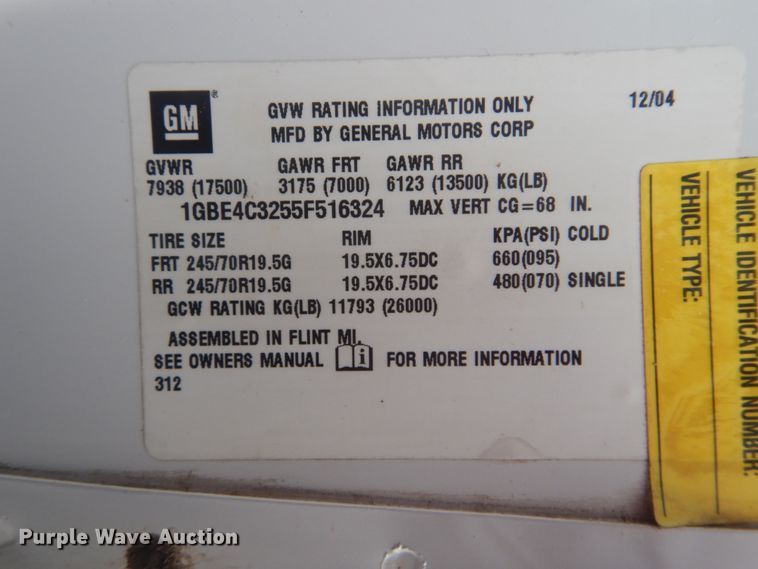 GM®
GVW RATING INFORMATION ONLY 12/04
MFD BY GENERAL MOTORS CORP
GVWR GAWR FRT GAWR RR
7938 (17500) 3175 (7000) 6123 (13500) KG(LB)
1GBE4C3255F516324 MAX VERT CG=68 IN.
TIRE SIZE RIM KPA(PSI) COLD
FRT 245/70R19.5G 19.5X6.75DC 660(095)
RR 245/70R19.5G 19.5X6.75DC 480(070) SINGLE
GCW RATING KG(LB) 11793 (26000)
ASSEMBLED IN FLINT MI.
SEE OWNERS MANUAL i FOR MORE INFORMATION
312
VEHICLE IDENTIFICATION NUMBER:
VEHICLE TYPE:
Purple Wave Auction